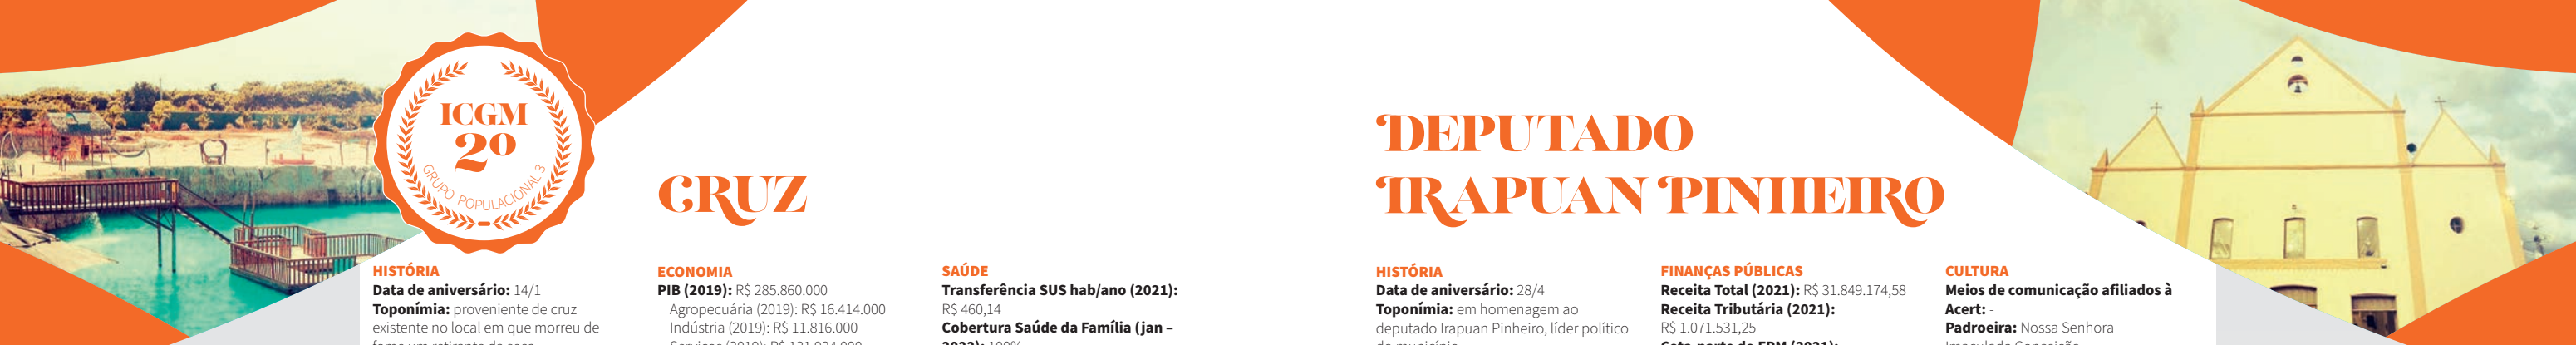 ICGM
2º
GRUPO POPULACIONAL 3
CRUZ
HISTÓRIA
Data de aniversário: 14/1
Toponímia: proveniente de cruz
existente no local em que morreu de
ECONOMIA
PIB (2019): R$ 285.860.000
Agropecuária (2019): R$ 16.414.000
Indústria (2019): R$ 11.816.000
SAÚDE
Transferência SUS hab/ano (2021):
R$ 460,14
Cobertura Saúde da Família (jan –
DEPUTADO
IRAPUAN PINHEIRO
HISTÓRIA
Data de aniversário: 28/4
Toponímia: em homenagem ao
deputado Irapuan Pinheiro, líder político
FINANÇAS PÚBLICAS
Receita Total (2021): R$ 31.849.174,58
Receita Tributária (2021):
R$ 1.071.531,25
CULTURA
Meios de comunicação afiliados à
Acert: -
Padroeira: Nossa Senhora